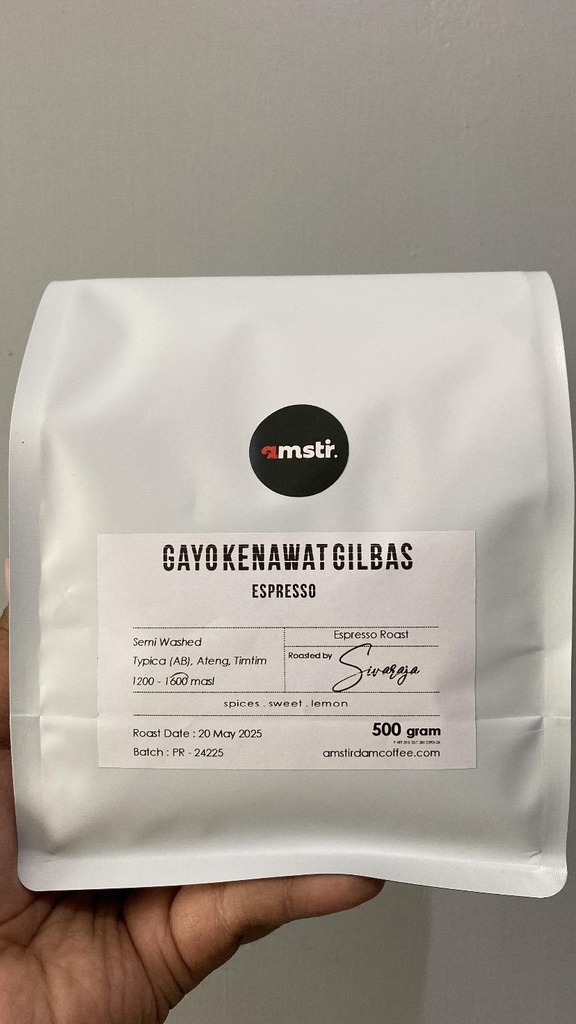 amstir.
GAYO KENAWAT GILBAS
ESPRESSO
Semi Washed
Typica (AB), Ateng, Timtim
1200 - 1600 masl
Espresso Roast
Roasted by
Sivaraja
spices . sweet . lemon
Roast Date : 20 May 2025
Batch : PR - 24225
500 gram
amstirdamcoffee.com